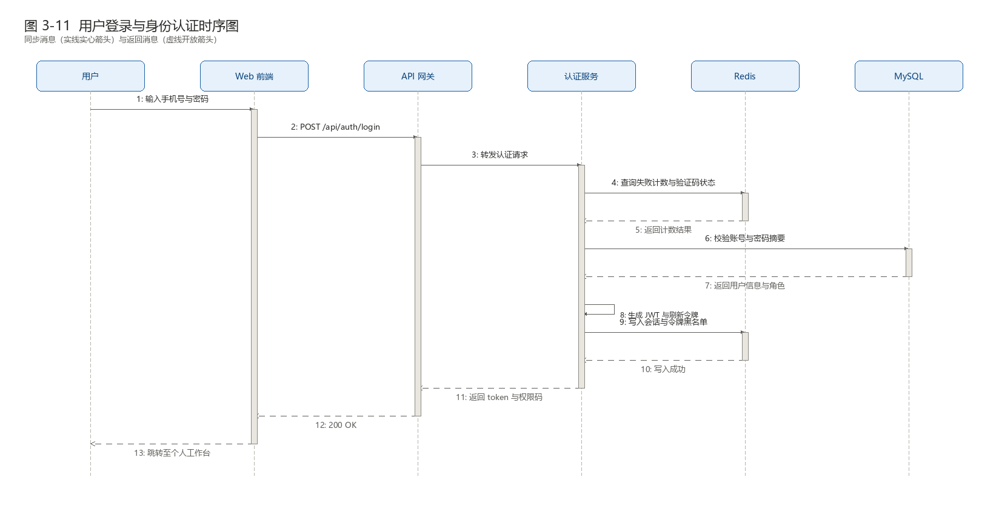 图 3-11 用户登录与身份认证时序图
同步消息（实线实心箭头）与返回消息（虚线开放箭头）
用户
Web 前端
API 网关
认证服务
Redis
MySQL
1: 输入手机号与密码
2: POST /api/auth/login
3: 转发认证请求
4: 查询失败计数与验证码状态
5: 返回计数结果
6: 校验账号与密码摘要
7: 返回用户信息与角色
8: 生成 JWT 与刷新令牌
9: 写入会话与令牌黑名单
10: 写入成功
11: 返回 token 与权限码
12: 200 OK
13: 跳转至个人工作台